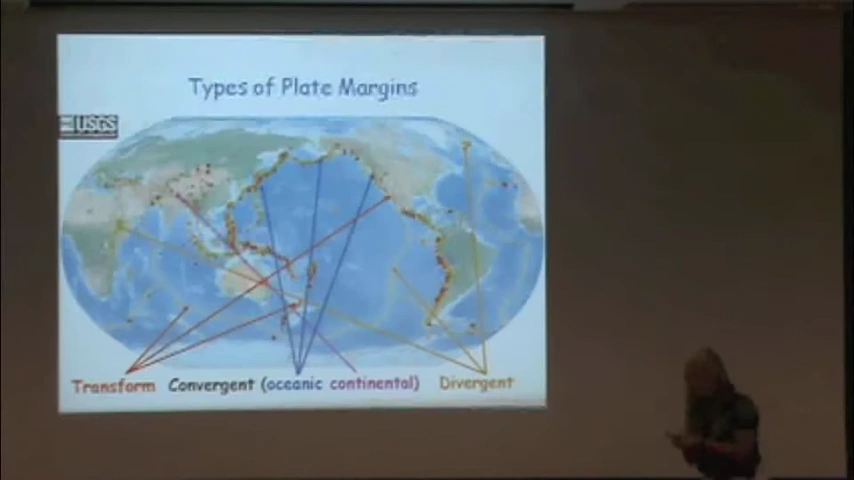 Types of Plate Margins
USGS
Transform Convergent (oceanic continental) Divergent